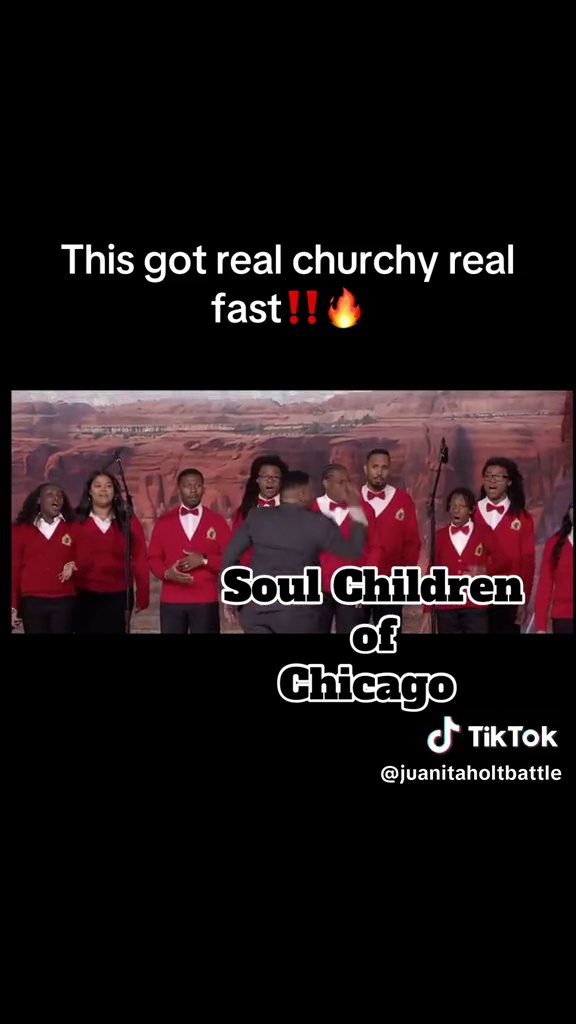 This got real churchy real
fast‼️🔥
Soul Children
of
Chicago
TikTok
@juanitaholtbattle